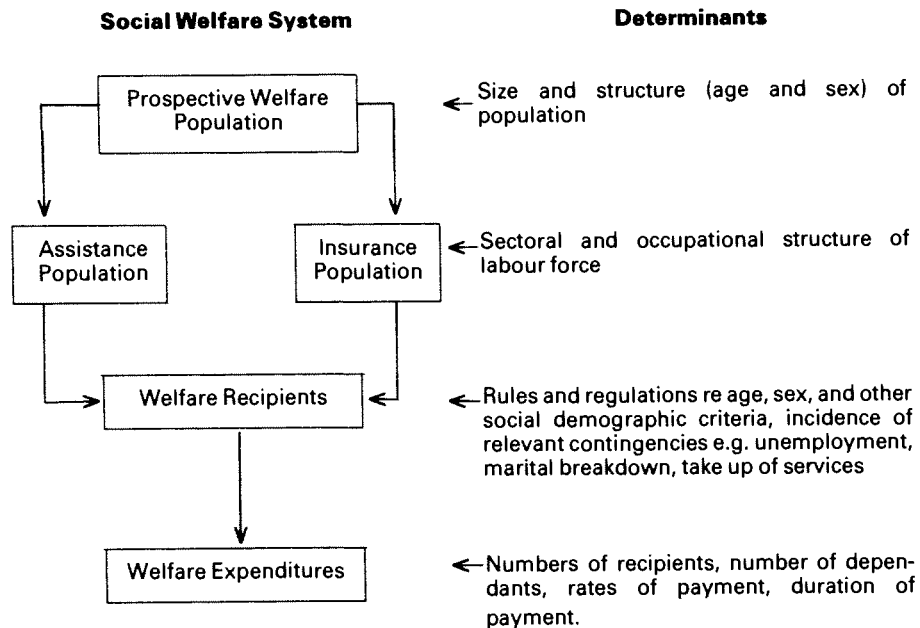 Social Welfare System
Determinants
Prospective Welfare
Population
Size and structure (age and sex) of
population
Assistance
Population
Insurance
Population
Sectoral and occupational structure of
labour force
Welfare Recipients
Rules and regulations re age, sex, and other
social demographic criteria, incidence of
relevant contingencies e.g. unemployment,
marital breakdown, take up of services
Welfare Expenditures
Numbers of recipients, number of depen-
dants, rates of payment, duration of
payment.